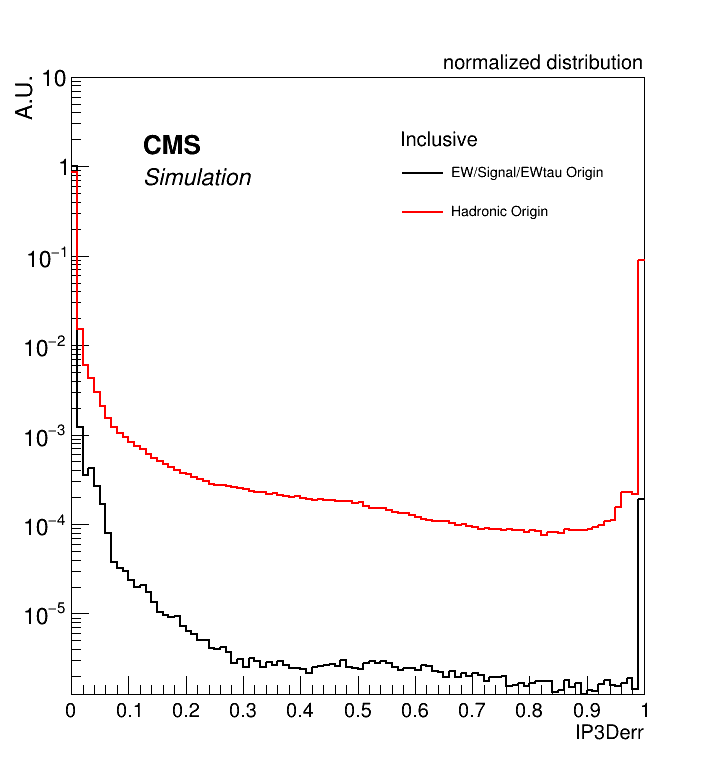 normalized distribution
A.U.
10
1
10⁻¹
10⁻²
10⁻³
10⁻⁴
10⁻⁵
CMS
Simulation
Inclusive
EW/Signal/EWtau Origin
Hadronic Origin
0 0.1 0.2 0.3 0.4 0.5 0.6 0.7 0.8 0.9 1
IP3Derr